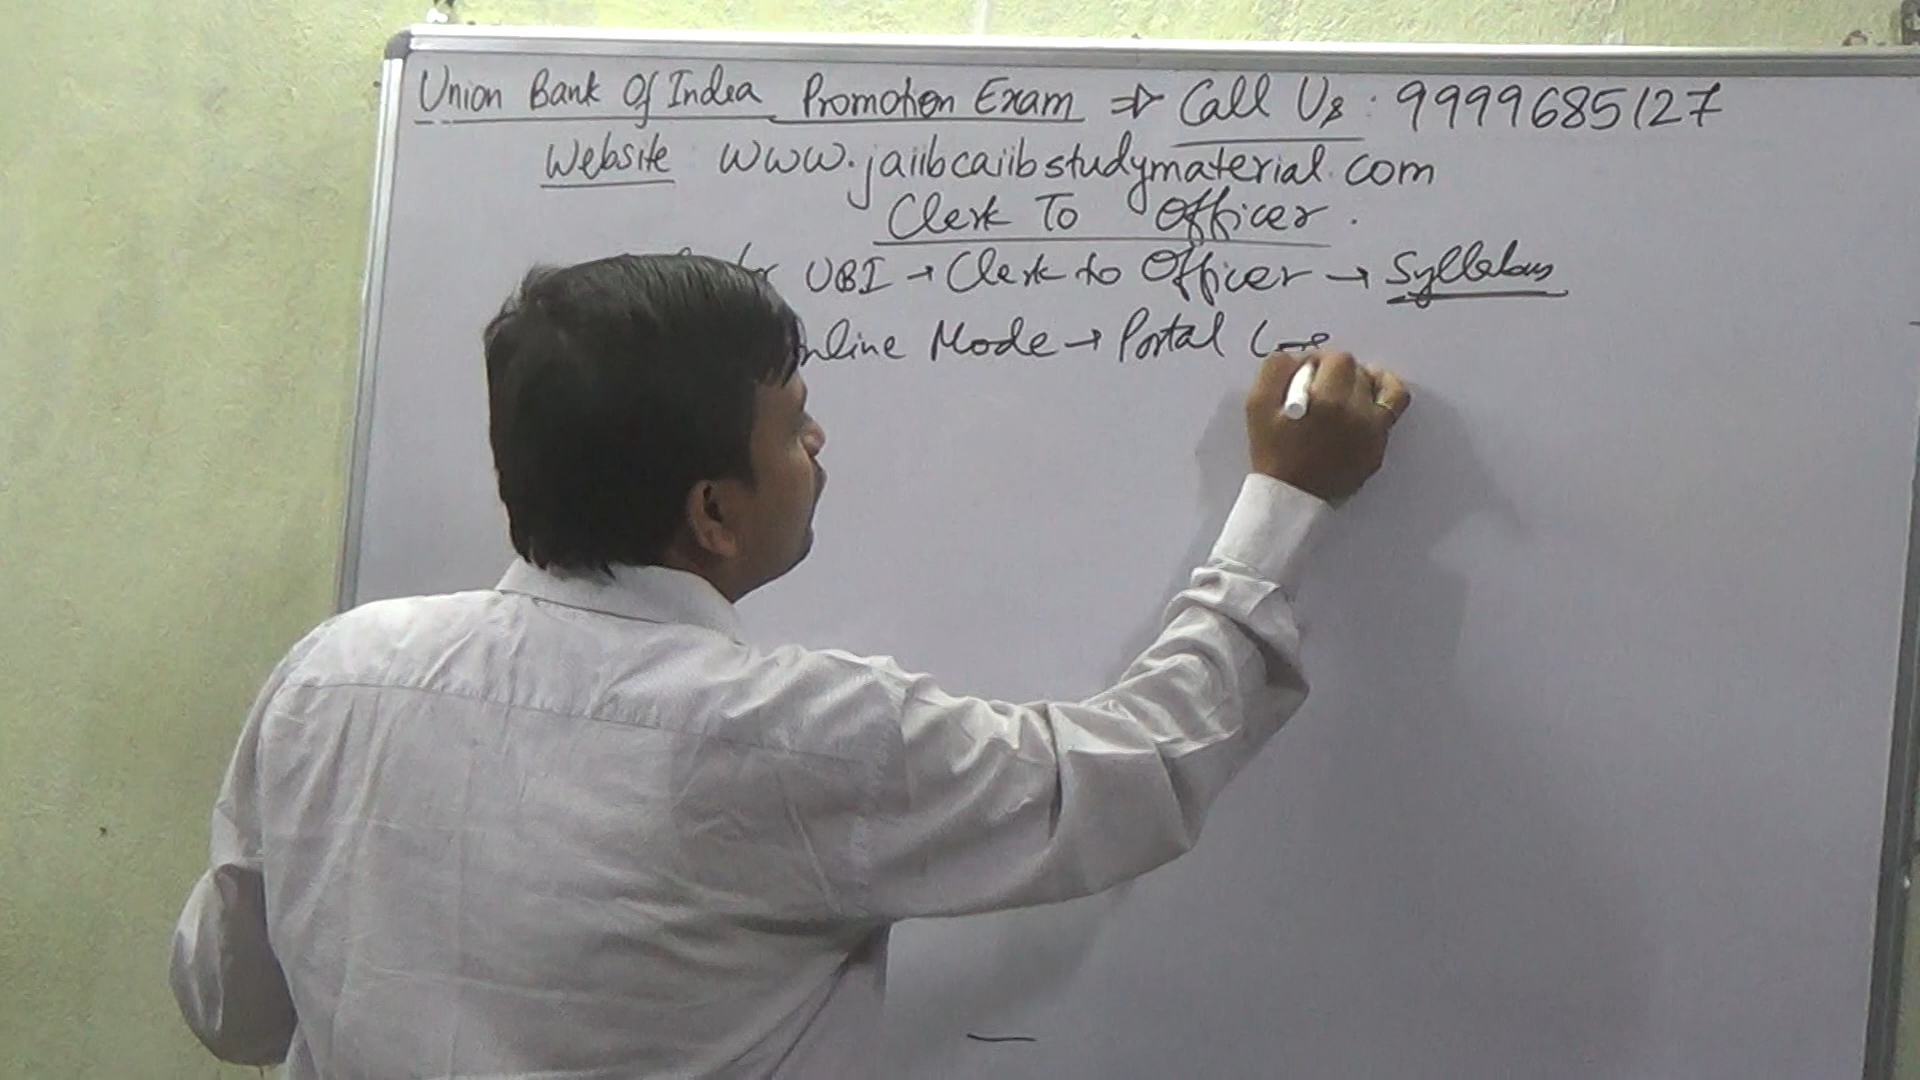 Union Bank Of India Promotion Exam ⇒ Call Us : 9999685127
Website : www.jaiibcaiibstudymaterial.com
Clerk To Officer .
UBI → Clerk to Officer → Syllabus
Online Mode → Portal